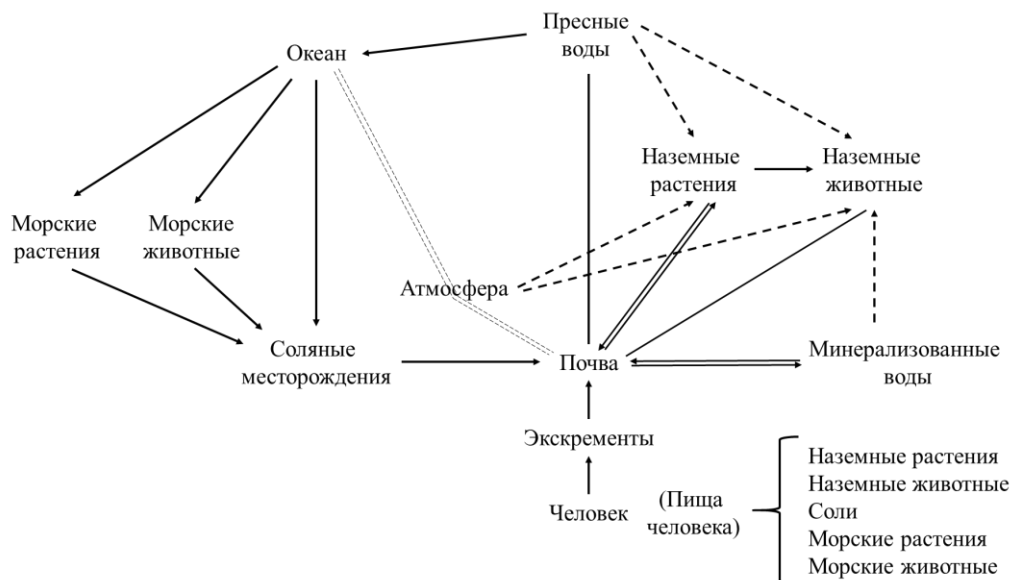 Пресные
воды
Океан
Наземные
растения
Наземные
животные
Морские
растения
Морские
животные
Атмосфера
Соляные
месторождения
Почва
Минерализованные
воды
Экскременты
Человек
(Пища
человека)
Наземные растения
Наземные животные
Соли
Морские растения
Морские животные